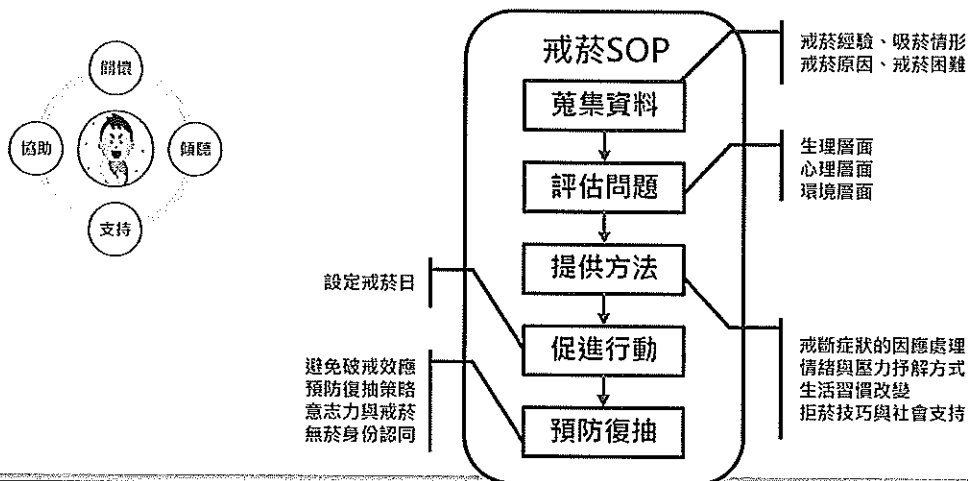 關懷
協助
傾聽
支持
戒菸SOP
蒐集資料
評估問題
提供方法
促進行動
預防復抽
戒菸經驗、吸菸情形
戒菸原因、戒菸困難
生理層面
心理層面
環境層面
設定戒菸日
戒斷症狀的因應處理
情緒與壓力抒解方式
生活習慣改變
拒菸技巧與社會支持
避免破戒效應
預防復抽策略
意志力與戒菸
無菸身份認同